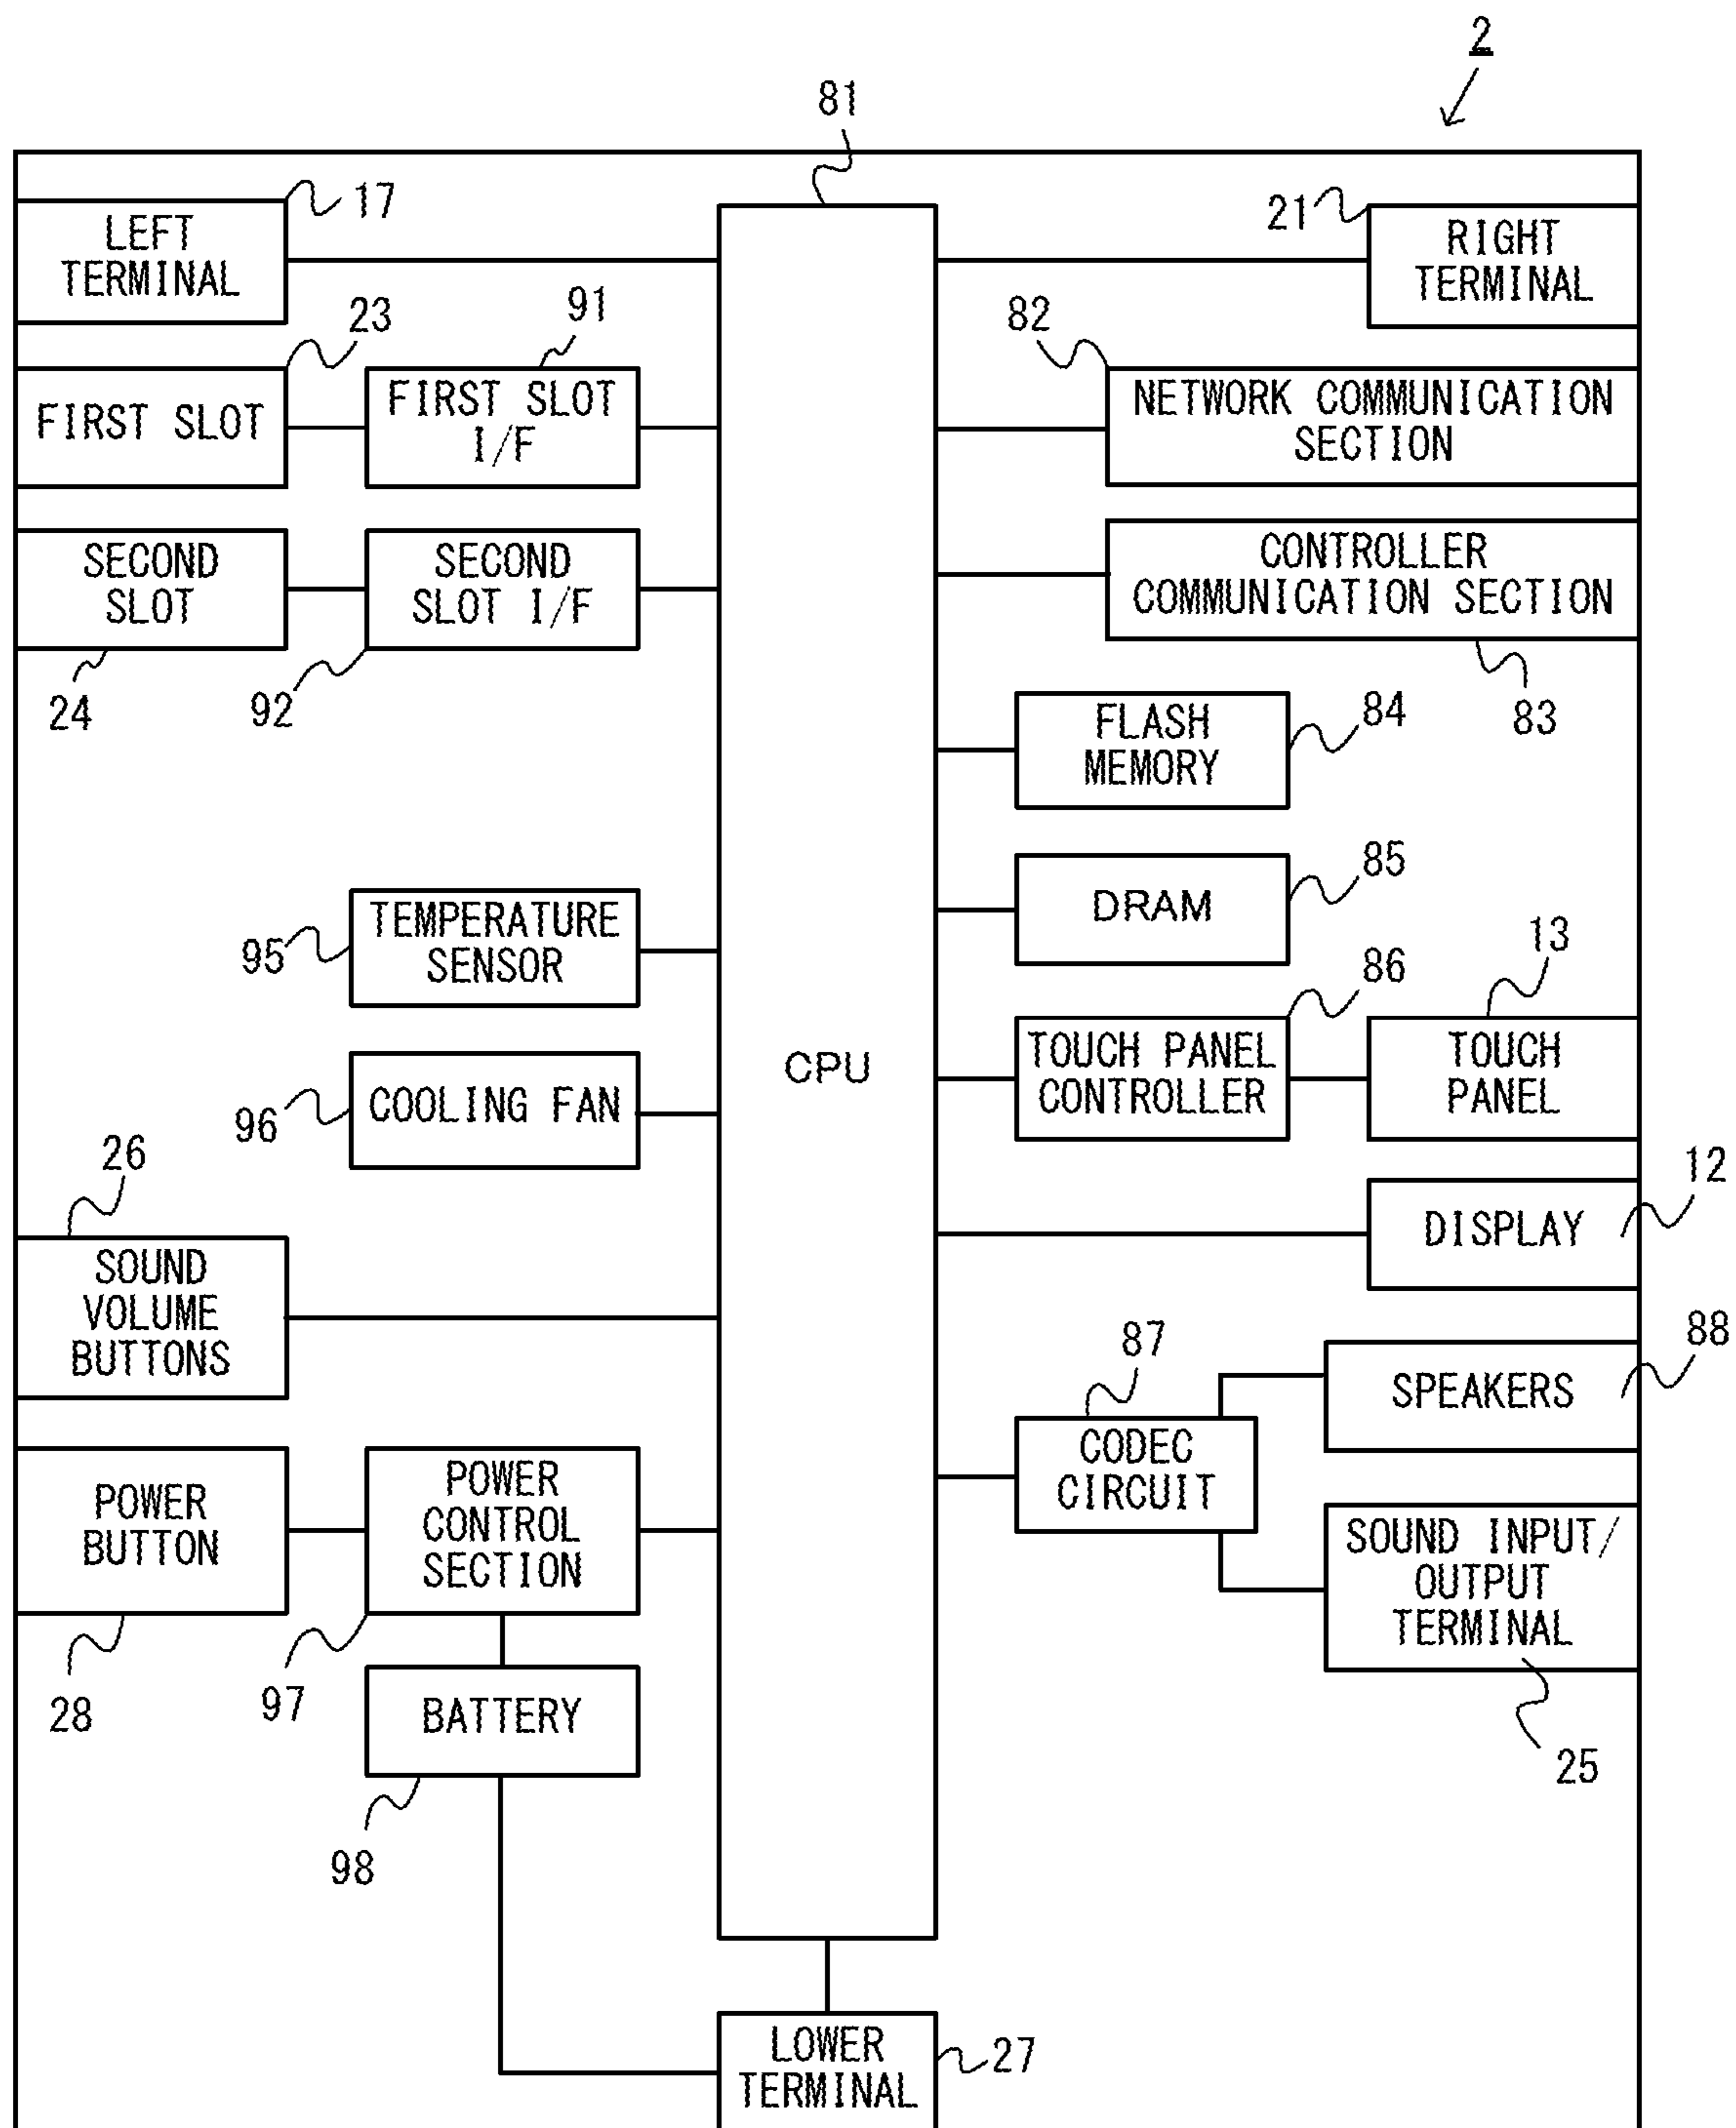 2
81
17
LEFT
TERMINAL
21
RIGHT
TERMINAL
23
FIRST SLOT
91
FIRST SLOT
I/F
82
NETWORK COMMUNICATION
SECTION
SECOND
SLOT
24
SECOND
SLOT I/F
92
CONTROLLER
COMMUNICATION SECTION
83
FLASH
MEMORY
84
DRAM
85
TEMPERATURE
SENSOR
95
CPU
86
TOUCH PANEL
CONTROLLER
13
TOUCH
PANEL
COOLING FAN
96
12
DISPLAY
26
SOUND
VOLUME
BUTTONS
88
SPEAKERS
87
CODEC
CIRCUIT
POWER
BUTTON
28
POWER
CONTROL
SECTION
97
SOUND INPUT/
OUTPUT
TERMINAL
25
BATTERY
98
LOWER
TERMINAL
27